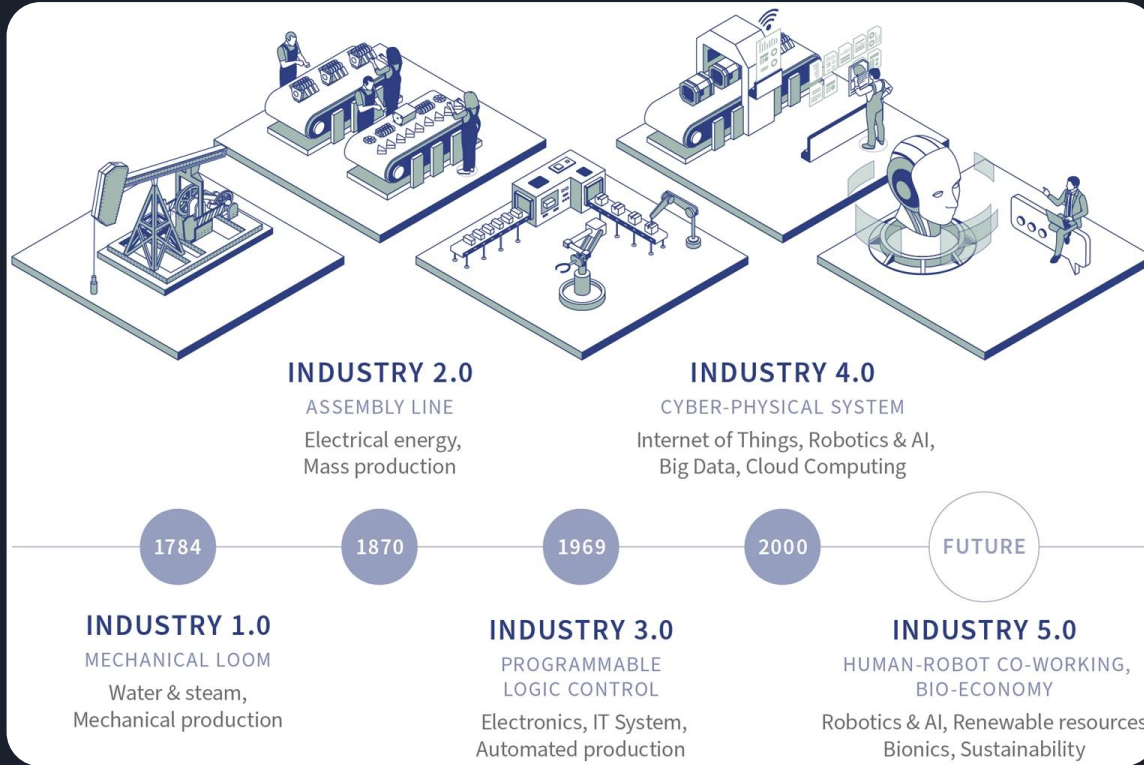 INDUSTRY 2.0
ASSEMBLY LINE
Electrical energy,
Mass production
INDUSTRY 4.0
CYBER-PHYSICAL SYSTEM
Internet of Things, Robotics & AI,
Big Data, Cloud Computing
1784
1870
1969
2000
FUTURE
INDUSTRY 1.0
MECHANICAL LOOM
Water & steam,
Mechanical production
INDUSTRY 3.0
PROGRAMMABLE
LOGIC CONTROL
Electronics, IT System,
Automated production
INDUSTRY 5.0
HUMAN-ROBOT CO-WORKING,
BIO-ECONOMY
Robotics & AI, Renewable resources
Bionics, Sustainability